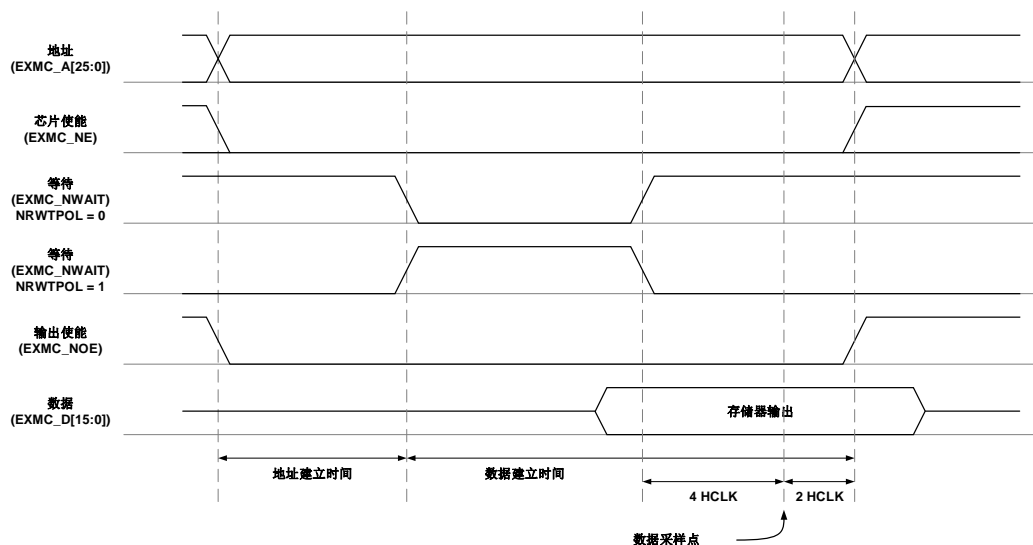 地址
(EXMC_A[25:0])
芯片使能
(EXMC_NE)
等待
(EXMC_NWAIT)
NRWTPOL = 0
等待
(EXMC_NWAIT)
NRWTPOL = 1
输出使能
(EXMC_NOE)
数据
(EXMC_D[15:0])
存储器输出
地址建立时间
数据建立时间
4 HCLK
2 HCLK
数据采样点